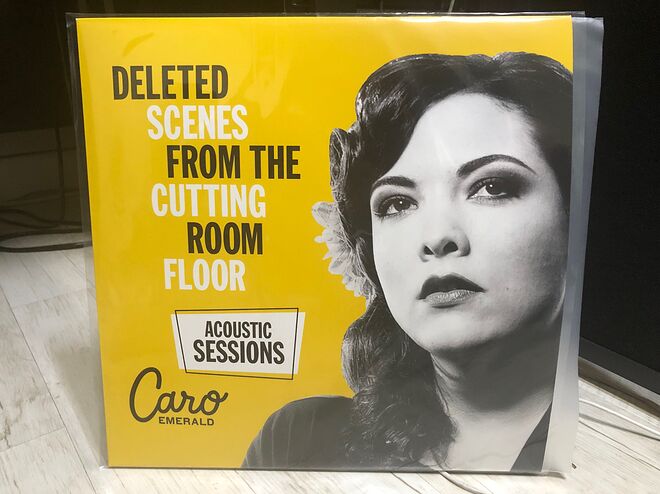 DELETED
SCENES
FROM THE
CUTTING
ROOM
FLOOR
ACOUSTIC
SESSIONS
Caro
EMERALD